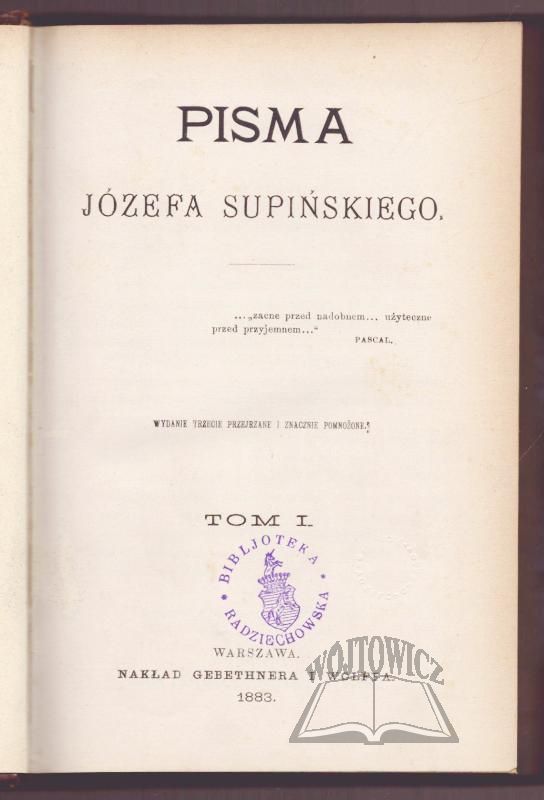 PISMA
JÓZEFA SUPIŃSKIEGO.
..."zacne przed nadobnem... użyteczne
przed przyjemnem..."
PASCAL.
WYDANIE TRZECIE PRZEJRZANE I ZNACZNIE POMNOŻONE.
TOM I.
* BIBLJOTEKA * RADZIECHOWSKA
WARSZAWA.
NAKŁAD GEBETHNERA I WOLFFA.
1883.
WÓJTOWICZ